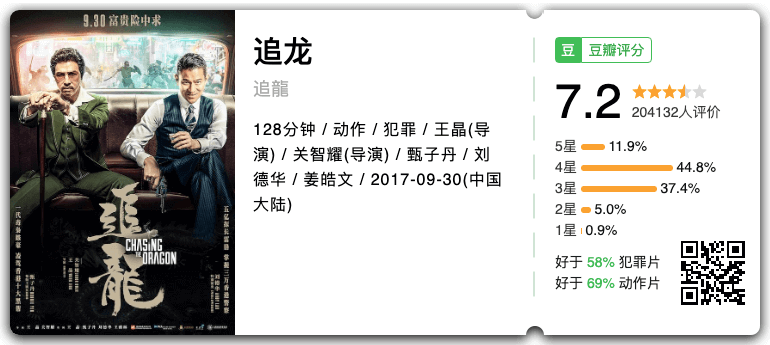 9.30 富贵险中求
追龍
CHASING
THE DRAGON
追龙
追龍
128分钟 / 动作 / 犯罪 / 王晶(导
演) / 关智耀(导演) / 甄子丹 / 刘
德华 / 姜皓文 / 2017-09-30(中国
大陆)
豆 豆瓣评分
7.2
204132人评价
5星 11.9%
4星 44.8%
3星 37.4%
2星 5.0%
1星 0.9%
好于 58% 犯罪片
好于 69% 动作片